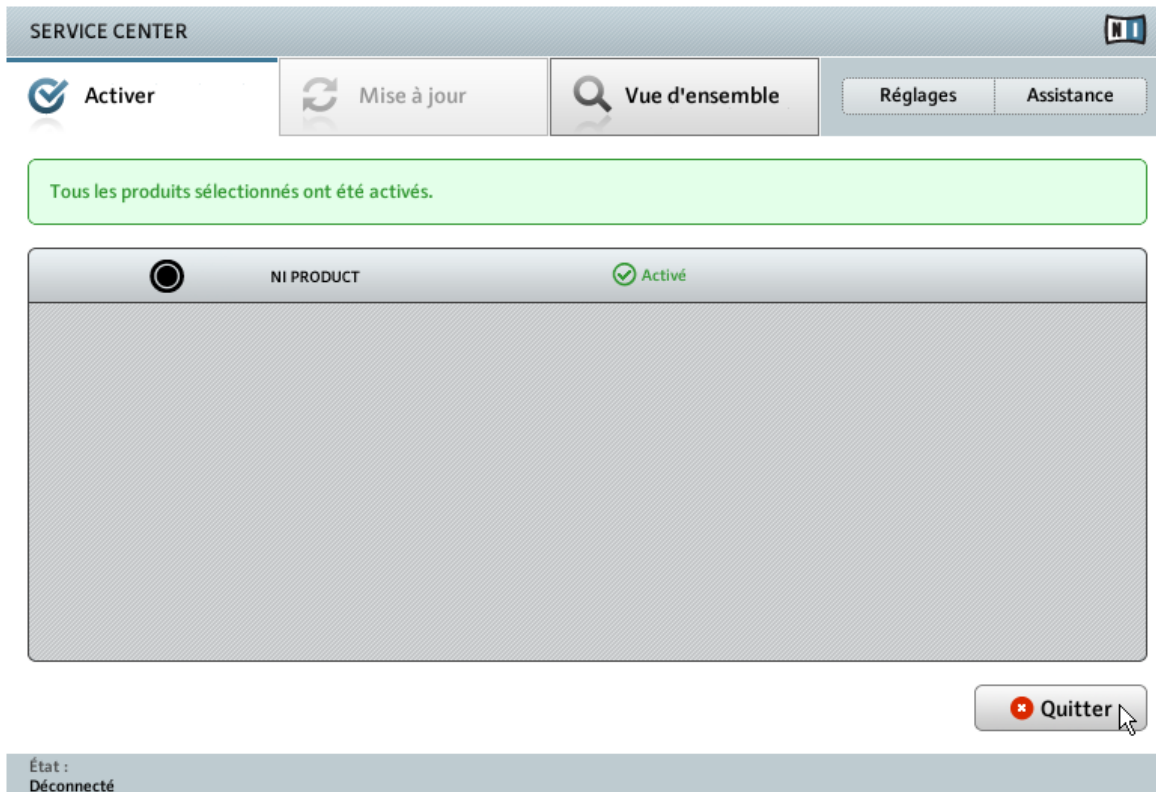 SERVICE CENTER
NI
Activer
Mise à jour
Vue d'ensemble
Réglages
Assistance
Tous les produits sélectionnés ont été activés.
NI PRODUCT
Activé
Quitter
État :
Déconnecté